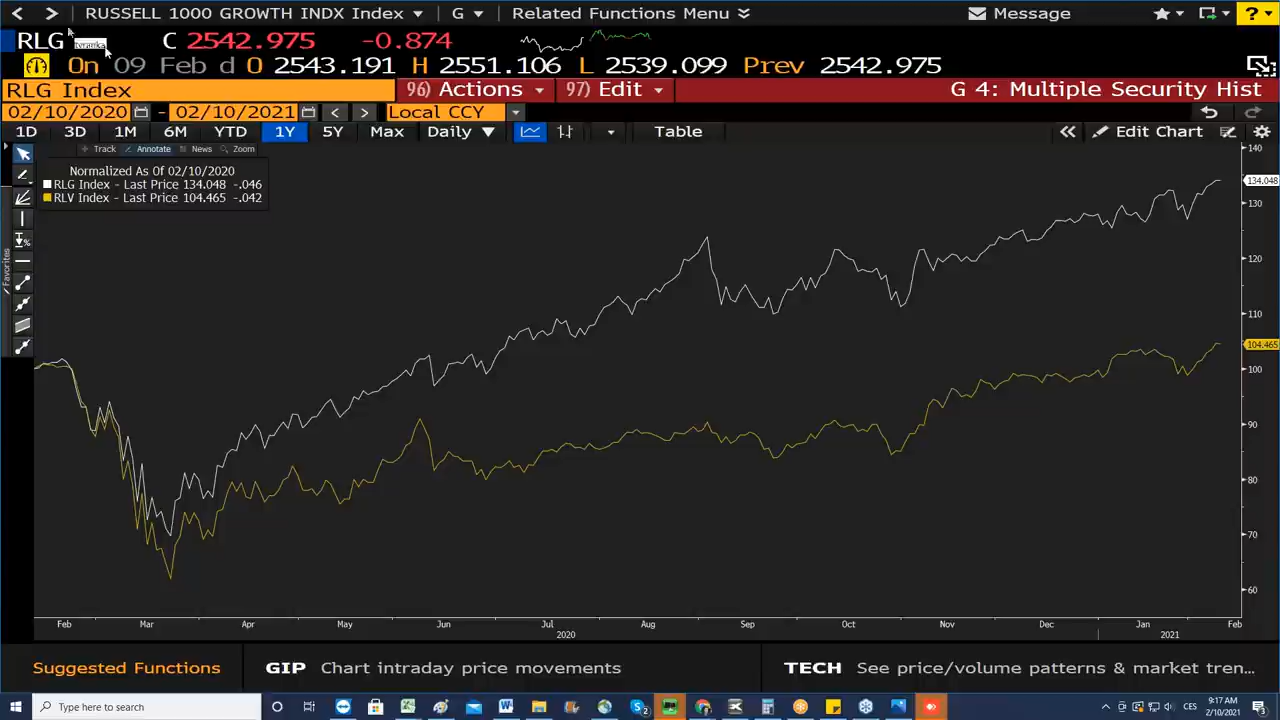 RUSSELL 1000 GROWTH INDX Index G Related Functions Menu Message ?
RLG C 2542.975 -0.874
On 09 Feb d O 2543.191 H 2551.106 L 2539.099 Prev 2542.975
RLG Index 96) Actions 97) Edit G 4: Multiple Security Hist
02/10/2020 - 02/10/2021 < > Local CCY
1D 3D 1M 6M YTD 1Y 5Y Max Daily Table Edit Chart
Track Annotate News Zoom
Normalized As Of 02/10/2020
RLG Index - Last Price 134.048 -.046
RLV Index - Last Price 104.465 -.042
Favorites
140
134.048
130
120
110
104.465
100
90
80
70
60
Feb Mar Apr May Jun Jul Aug Sep Oct Nov Dec Jan Feb
2020 2021
Suggested Functions GIP Chart intraday price movements TECH See price/volume patterns & market tren...
Type here to search CES 9:17 AM
2/10/2021